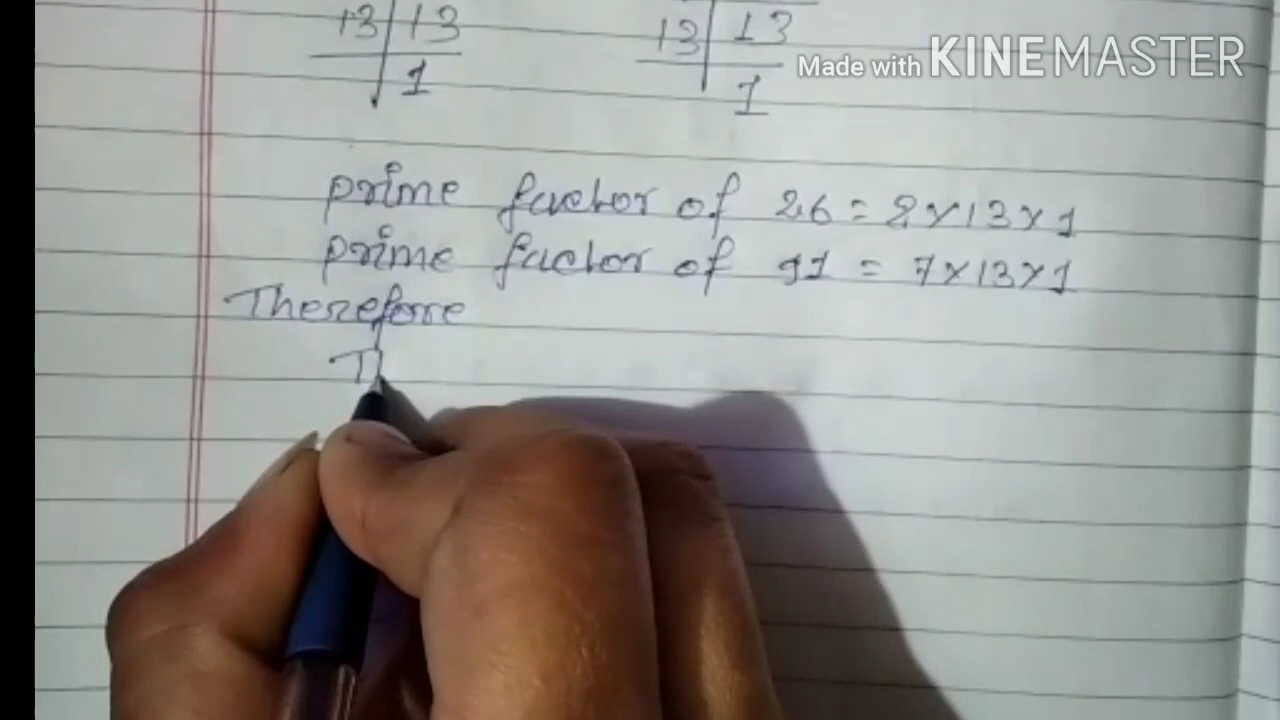 13 13 13 13
1 1
Made with KINEMASTER
prime factor of 26 = 2×13×1
prime factor of 91 = 7×13×1
Therefore